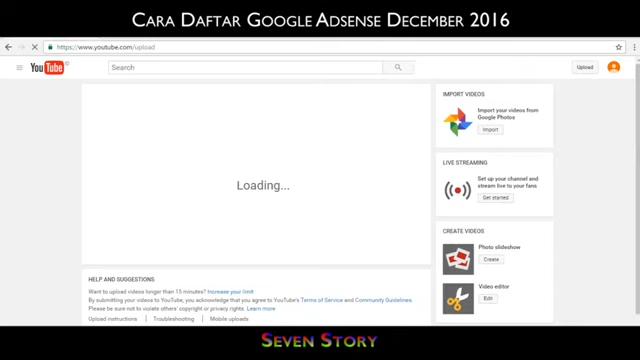 CARA DAFTAR GOOGLE ADSENSE DECEMBER 2016
https://www.youtube.com/upload
YouTube
Search
Upload
Loading...
IMPORT VIDEOS
Import your videos from
Google Photos
Import
LIVE STREAMING
Set up your channel and
stream live to your fans
Get started
CREATE VIDEOS
Photo slideshow
Create
Video editor
Edit
HELP AND SUGGESTIONS
Want to upload videos longer than 15 minutes? Increase your limit
By submitting your videos to YouTube, you acknowledge that you agree to YouTube's Terms of Service and Community Guidelines.
Please be sure not to violate others' copyright or privacy rights. Learn more
Upload instructions | Troubleshooting | Mobile uploads
SEVEN STORY